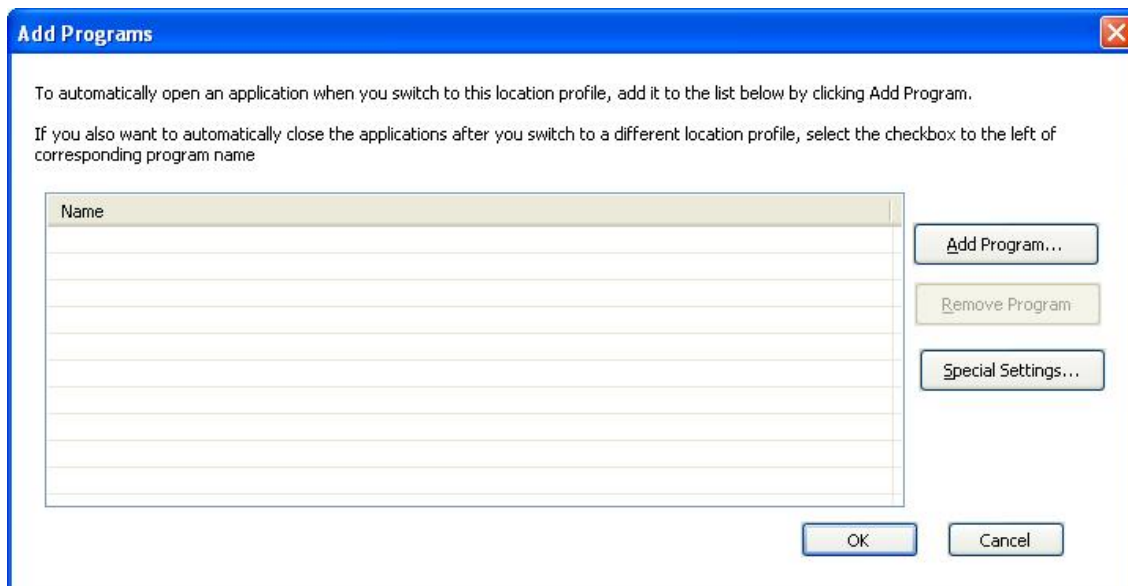 Add Programs
To automatically open an application when you switch to this location profile, add it to the list below by clicking Add Program.
If you also want to automatically close the applications after you switch to a different location profile, select the checkbox to the left of
corresponding program name
Name
Add Program...
Remove Program
Special Settings...
OK
Cancel